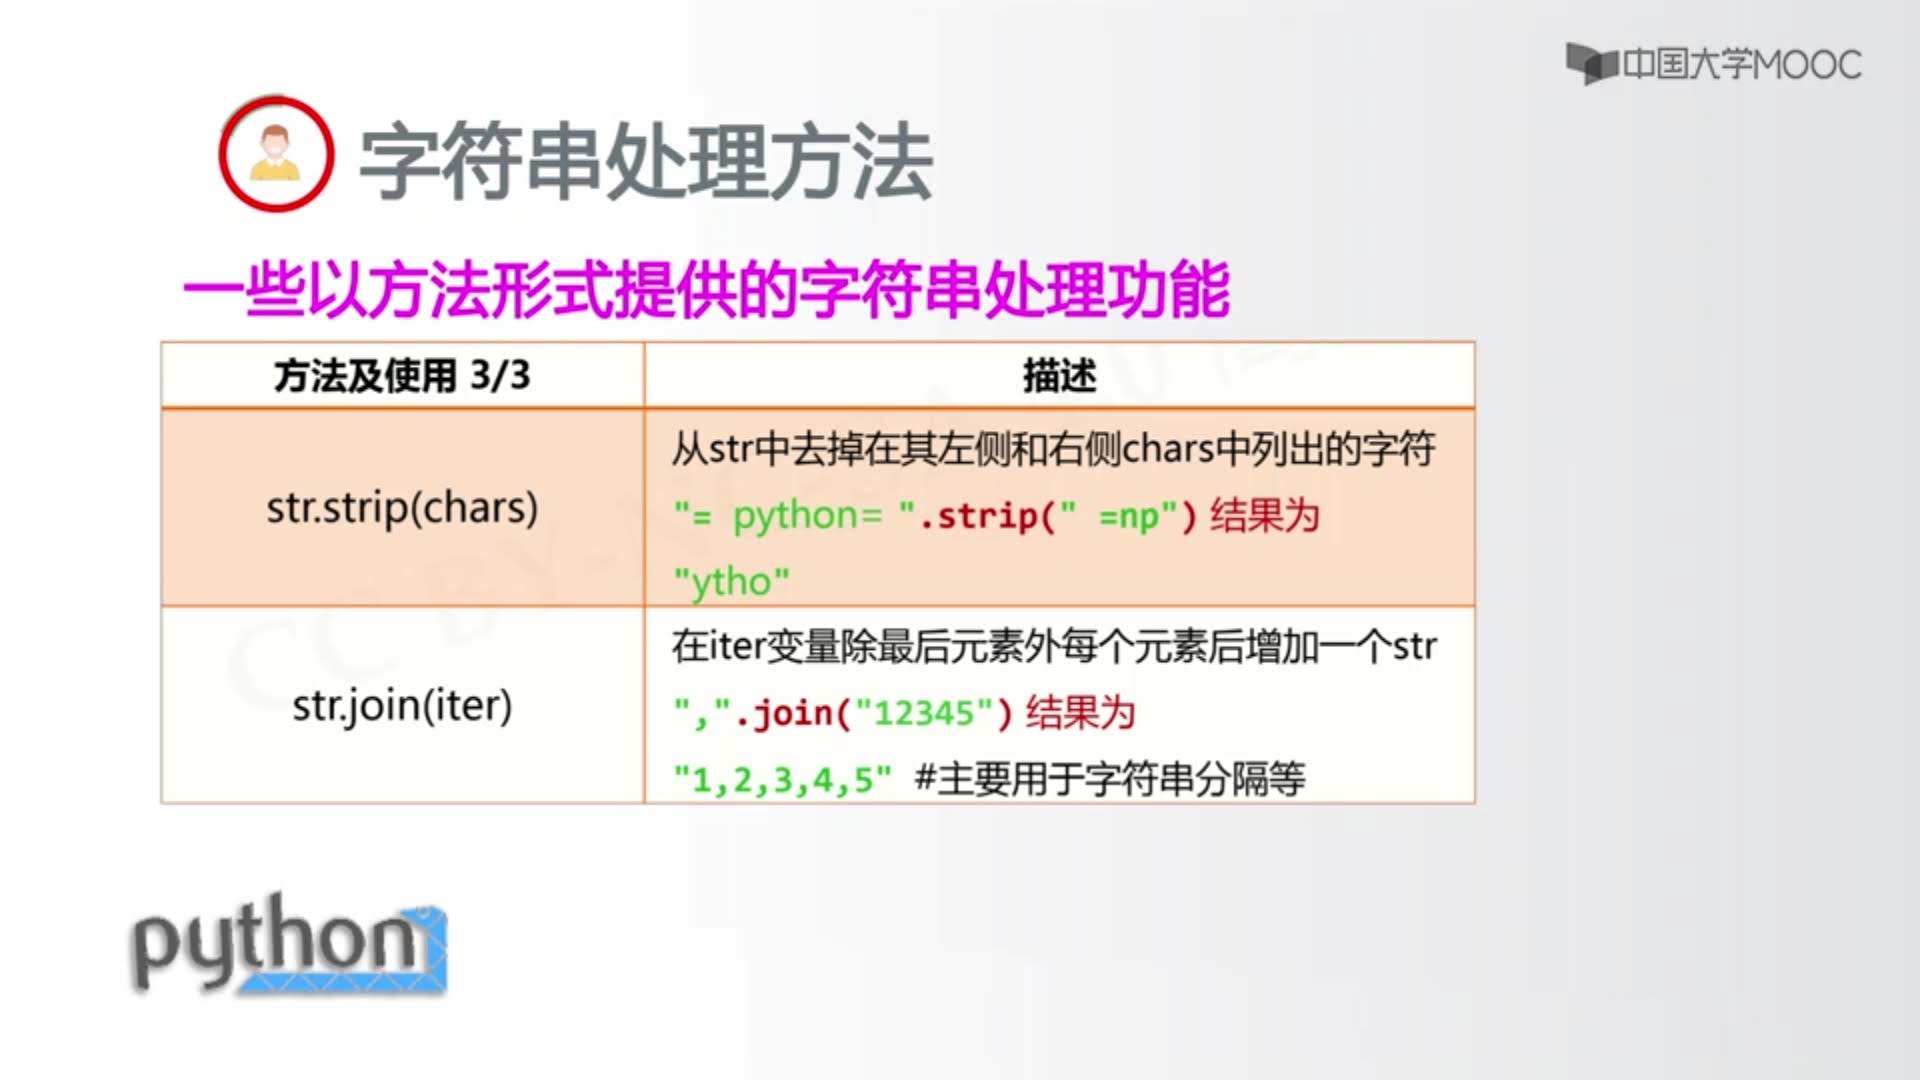 中国大学MOOC
字符串处理方法
一些以方法形式提供的字符串处理功能
方法及使用 3/3
描述
str.strip(chars)
从str中去掉在其左侧和右侧chars中列出的字符
"= python= ".strip(" =np") 结果为
"ytho"
str.join(iter)
在iter变量除最后元素外每个元素后增加一个str
",".join("12345") 结果为
"1,2,3,4,5" #主要用于字符串分隔等
python